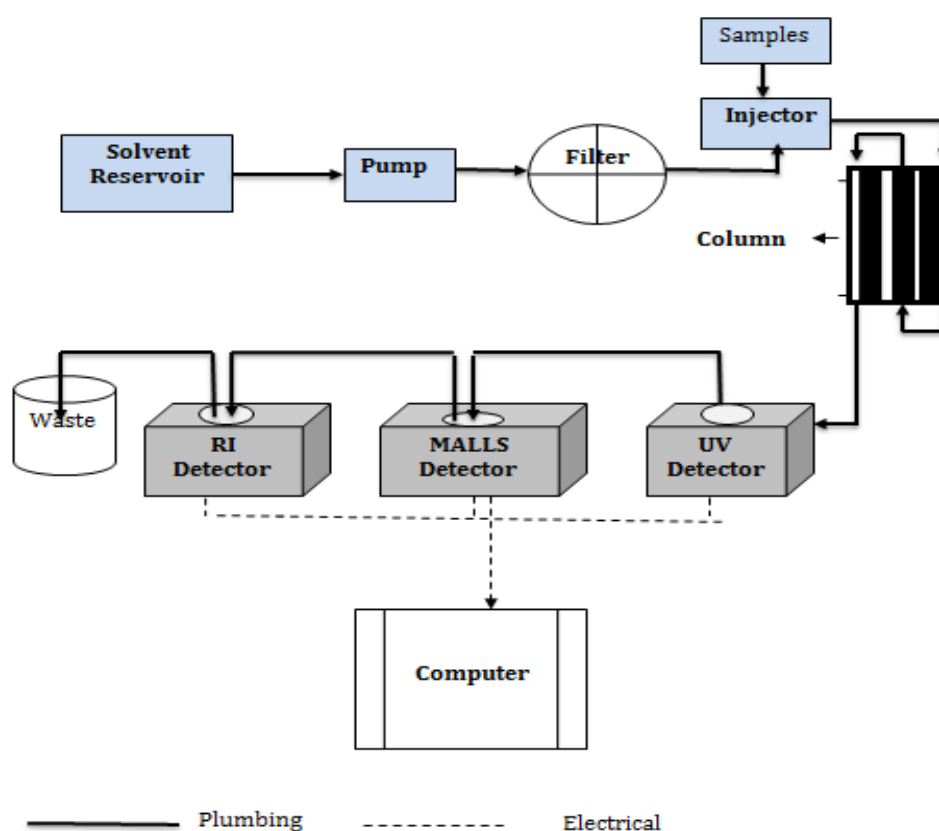 Samples
Injector
Solvent
Reservoir
Pump
Filter
Column
Waste
RI
Detector
MALLS
Detector
UV
Detector
Computer
Plumbing
Electrical